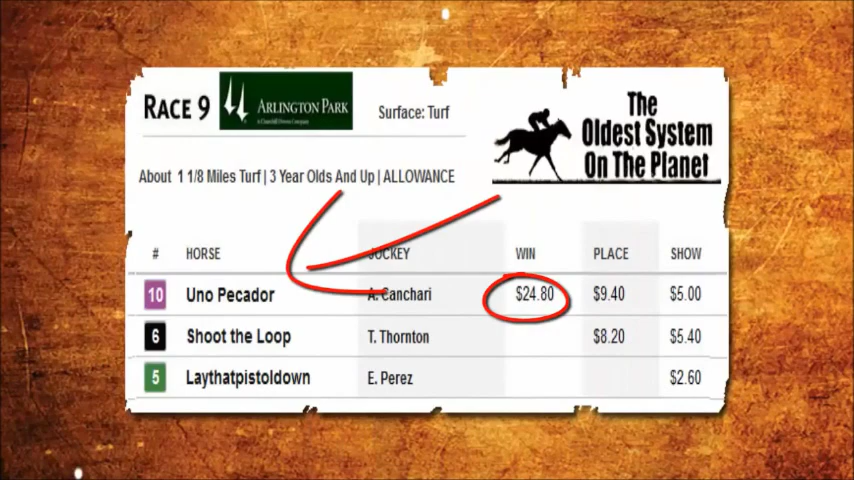 RACE 9
ARLINGTON PARK
A Churchill Downs Company
Surface: Turf
The
Oldest System
On The Planet
About 1 1/8 Miles Turf | 3 Year Olds And Up | ALLOWANCE
# HORSE JOCKEY WIN PLACE SHOW
10 Uno Pecador A. Canchari $24.80 $9.40 $5.00
6 Shoot the Loop T. Thornton $8.20 $5.40
5 Laythatpistoldown E. Perez $2.60